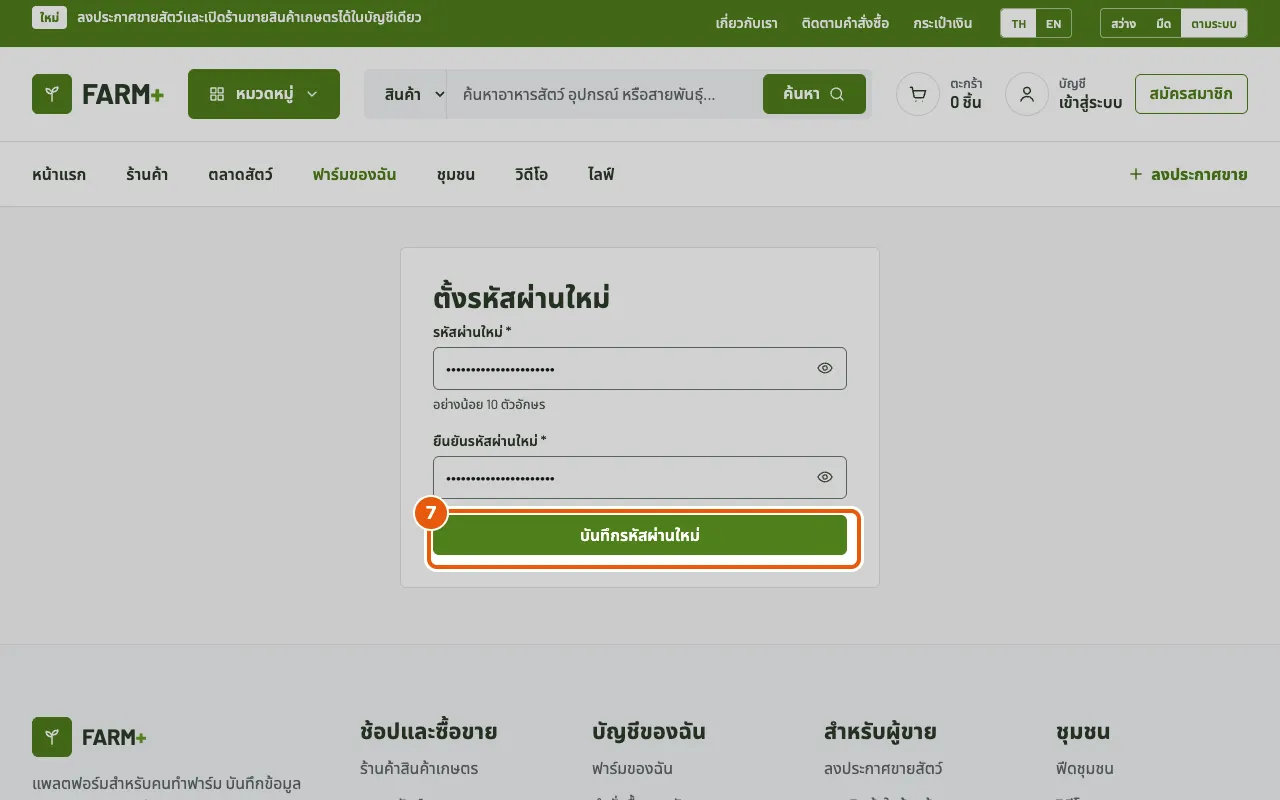 ใหม่ ลงประกาศขายสัตว์และเปิดร้านขายสินค้าเกษตรได้ในบัญชีเดียว
เกี่ยวกับเรา ติดตามคำสั่งซื้อ กระเป๋าเงิน TH EN สว่าง มืด ตามระบบ
FARM+ หมวดหมู่ สินค้า ค้นหาอาหารสัตว์ อุปกรณ์ หรือสายพันธุ์... ค้นหา
ตะกร้า
0 ชิ้น
บัญชี
เข้าสู่ระบบ
สมัครสมาชิก
หน้าแรก ร้านค้า ตลาดสัตว์ ฟาร์มของฉัน ชุมชน วิดีโอ ไลฟ์ + ลงประกาศขาย
ตั้งรหัสผ่านใหม่
รหัสผ่านใหม่ *
อย่างน้อย 10 ตัวอักษร
ยืนยันรหัสผ่านใหม่ *
7
บันทึกรหัสผ่านใหม่
FARM+
แพลตฟอร์มสำหรับคนทำฟาร์ม บันทึกข้อมูล
ช้อปและซื้อขาย
ร้านค้าสินค้าเกษตร
บัญชีของฉัน
ฟาร์มของฉัน
สำหรับผู้ขาย
ลงประกาศขายสัตว์
ชุมชน
ฟีดชุมชน